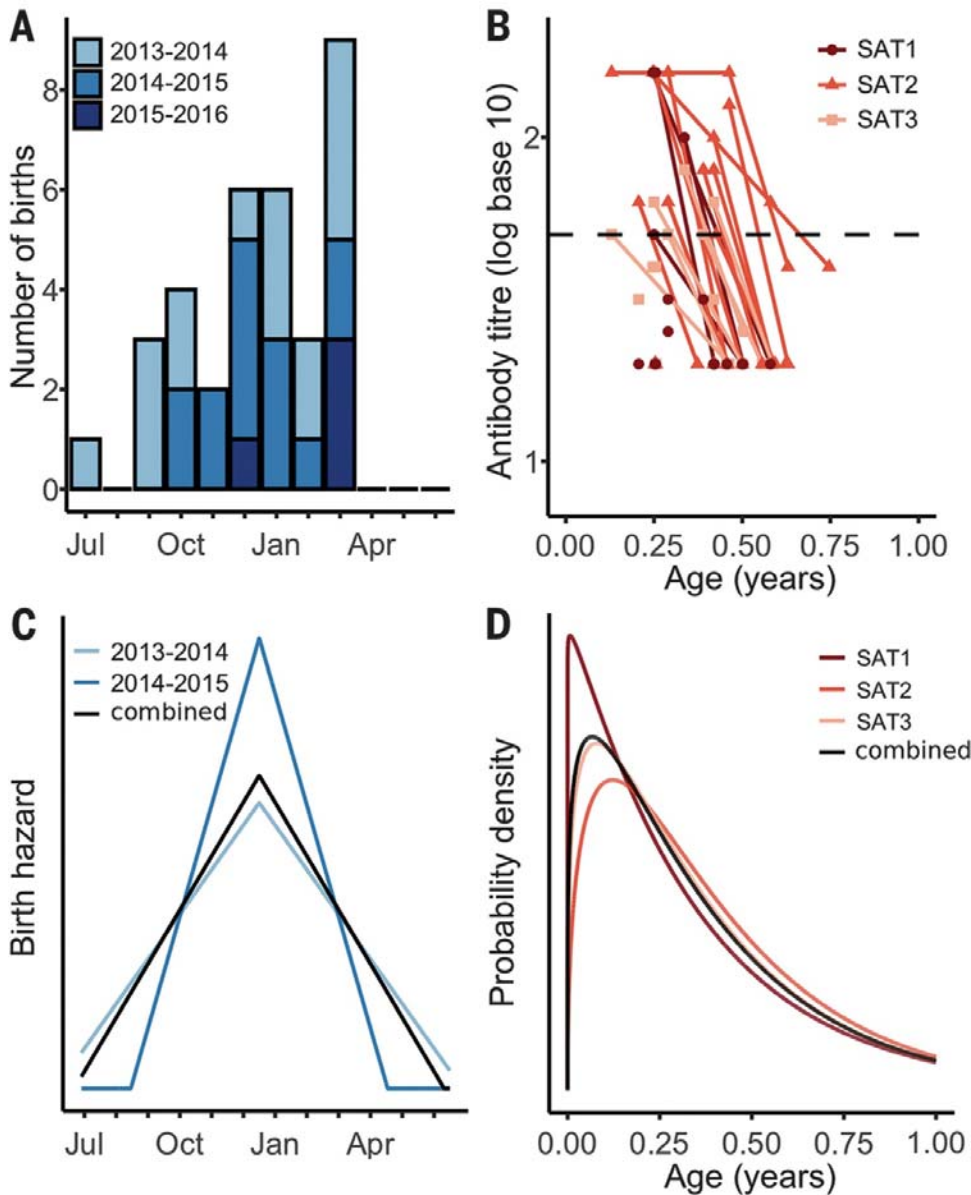 A
2013-2014
2014-2015
2015-2016
Number of births
8
6
4
2
0
Jul
Oct
Jan
Apr
B
SAT1
SAT2
SAT3
Antibody titre (log base 10)
2
1
0.00
0.25
0.50
0.75
1.00
Age (years)
C
2013-2014
2014-2015
combined
Birth hazard
Jul
Oct
Jan
Apr
D
SAT1
SAT2
SAT3
combined
Probability density
0.00
0.25
0.50
0.75
1.00
Age (years)